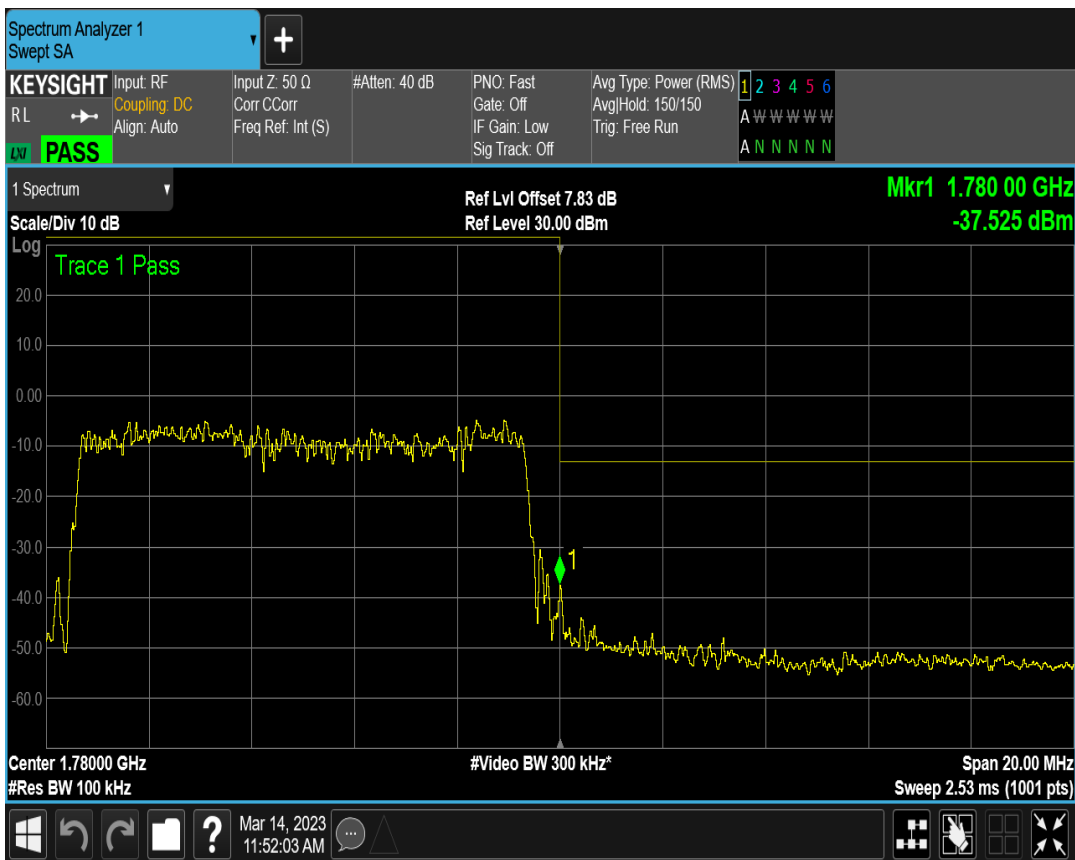 Spectrum Analyzer 1
Swept SA
+
KEYSIGHT
RL
LXI PASS
Input: RF
Coupling: DC
Align: Auto
Input Z: 50 Ω
Corr CCorr
Freq Ref: Int (S)
#Atten: 40 dB
PNO: Fast
Gate: Off
IF Gain: Low
Sig Track: Off
Avg Type: Power (RMS)
Avg|Hold: 150/150
Trig: Free Run
1 2 3 4 5 6
A W W W W W
A N N N N N
1 Spectrum
Scale/Div 10 dB
Ref Lvl Offset 7.83 dB
Ref Level 30.00 dBm
Mkr1 1.780 00 GHz
-37.525 dBm
Log
Trace 1 Pass
20.0
10.0
0.00
-10.0
-20.0
-30.0
1
-40.0
-50.0
-60.0
Center 1.78000 GHz
#Res BW 100 kHz
#Video BW 300 kHz*
Span 20.00 MHz
Sweep 2.53 ms (1001 pts)
?
Mar 14, 2023
11:52:03 AM